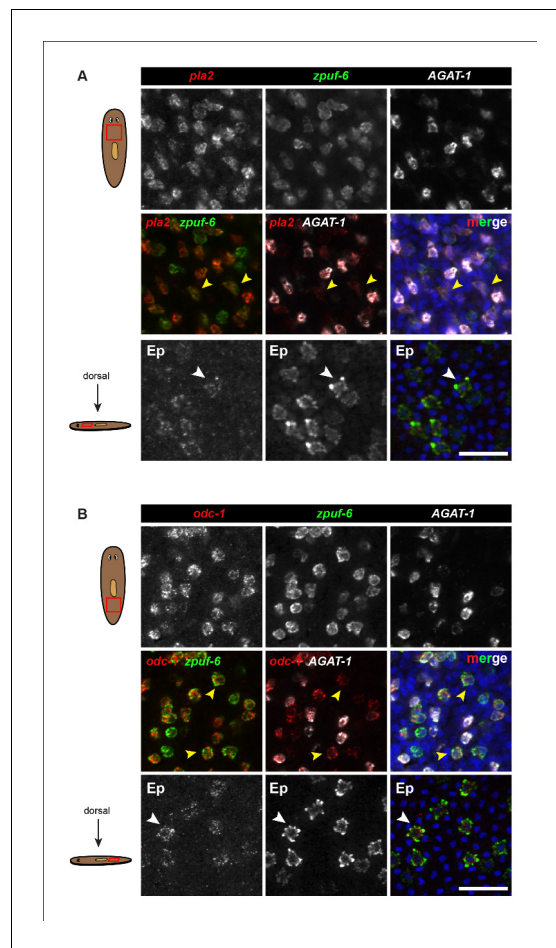 A
pla2 zpuf-6 AGAT-1
pla2 zpuf-6 pla2 AGAT-1 merge
Ep Ep Ep
dorsal
B
odc-1 zpuf-6 AGAT-1
odc-1 zpuf-6 odc-1 AGAT-1 merge
Ep Ep Ep
dorsal